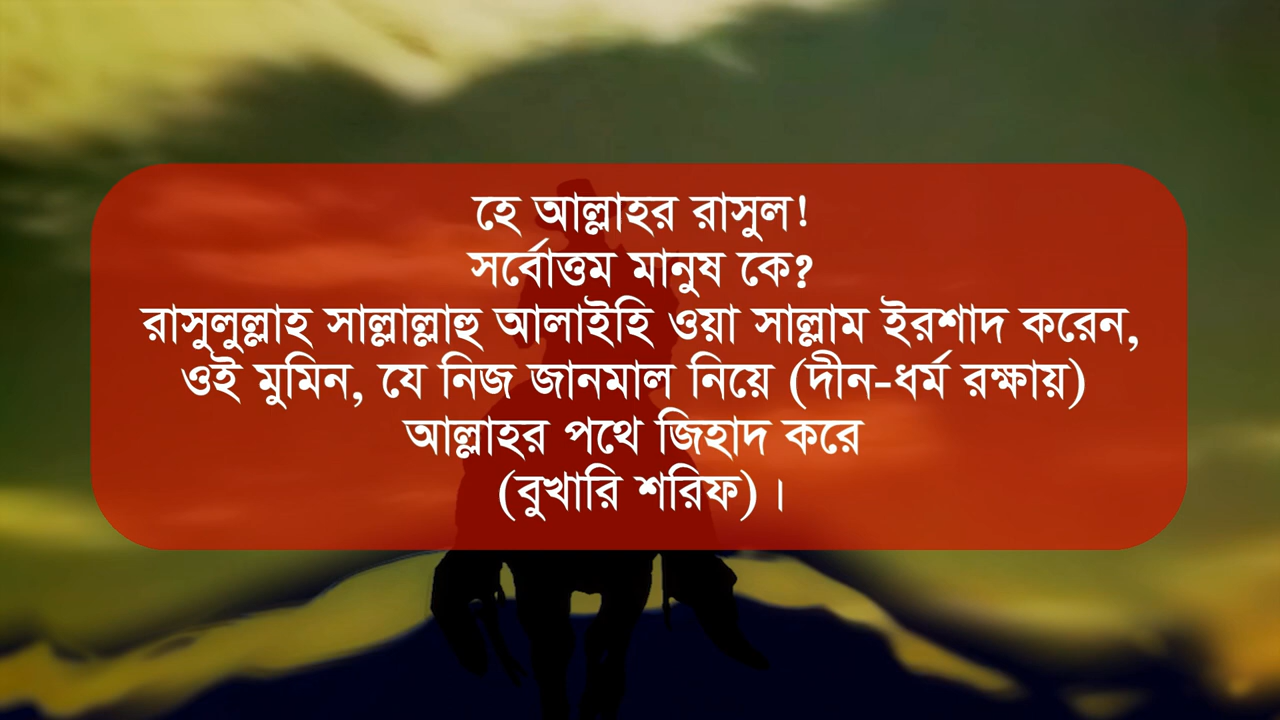 হে আল্লাহর রাসুল!
সর্বোত্তম মানুষ কে?
রাসুলুল্লাহ সাল্লাল্লাহু আলাইহি ওয়া সাল্লাম ইরশাদ করেন,
ওই মুমিন, যে নিজ জানমাল নিয়ে (দীন-ধর্ম রক্ষায়)
আল্লাহর পথে জিহাদ করে
(বুখারি শরিফ)।